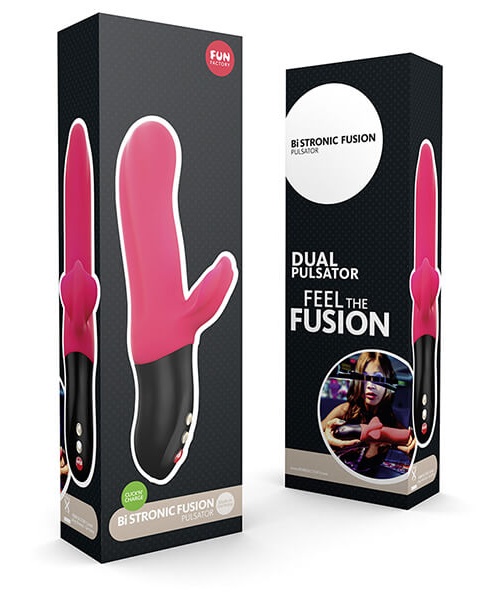 FUN
FACTORY
CLICK'N'
CHARGE
Bi STRONIC FUSION
PULSATOR
Bi STRONIC FUSION
PULSATOR
DUAL
PULSATOR
FEEL THE
FUSION